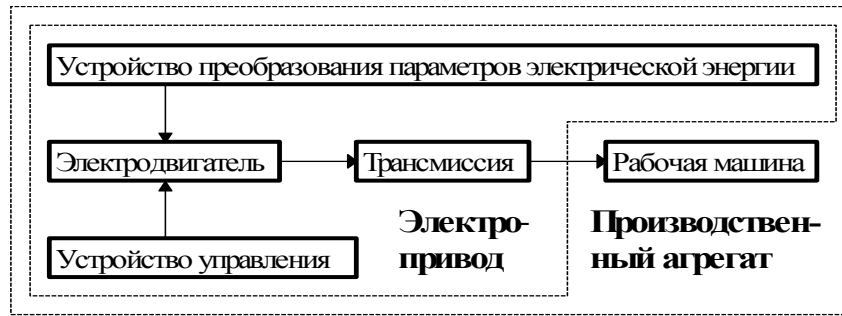 Устройство преобразования параметров электрической энергии
Электродвигатель
Трансмиссия
Рабочая машина
Электро-
привод
Производствен-
ный агрегат
Устройство управления